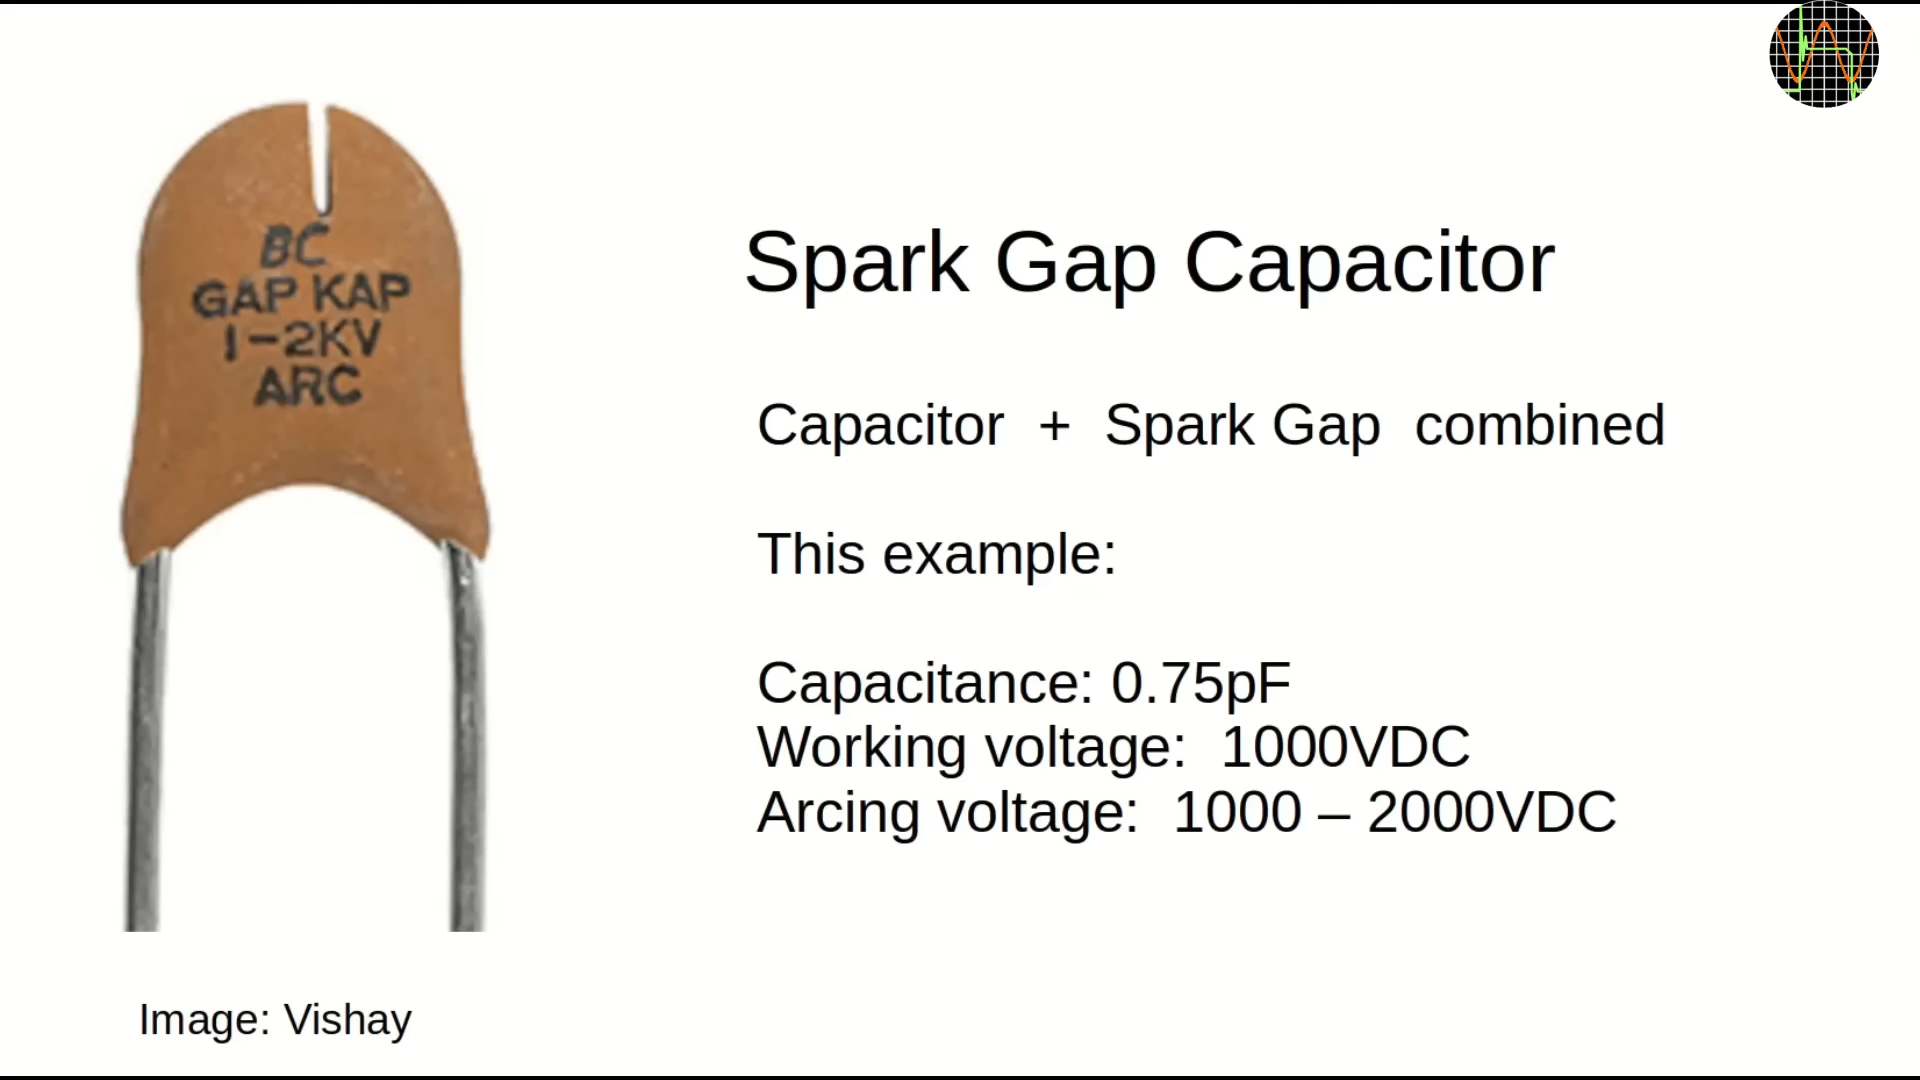 BC
GAP KAP
1-2KV
ARC
Spark Gap Capacitor
Capacitor + Spark Gap combined
This example:
Capacitance: 0.75pF
Working voltage: 1000VDC
Arcing voltage: 1000 – 2000VDC
Image: Vishay